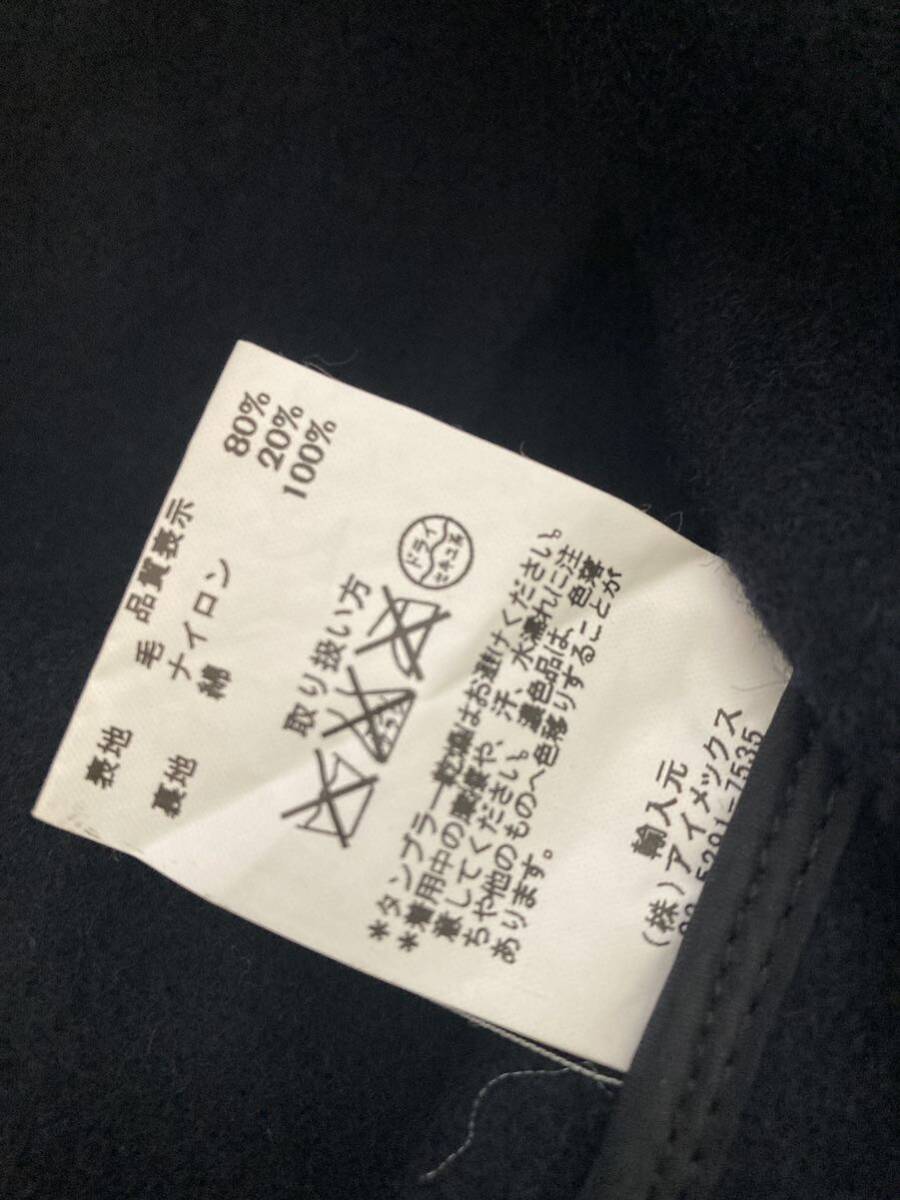 品質表示
表地 毛 80%
ナイロン 20%
裏地 綿 100%
取り扱い方
ドライ
セキユ系
*タンブラー乾燥はお避けください。
*着用中の摩擦や、汗、水濡れに注
意してください。濃色品は、色落
ちや他のものへ色移りすることが
あります。
輸入元
(株)アイメックス
5291-7535